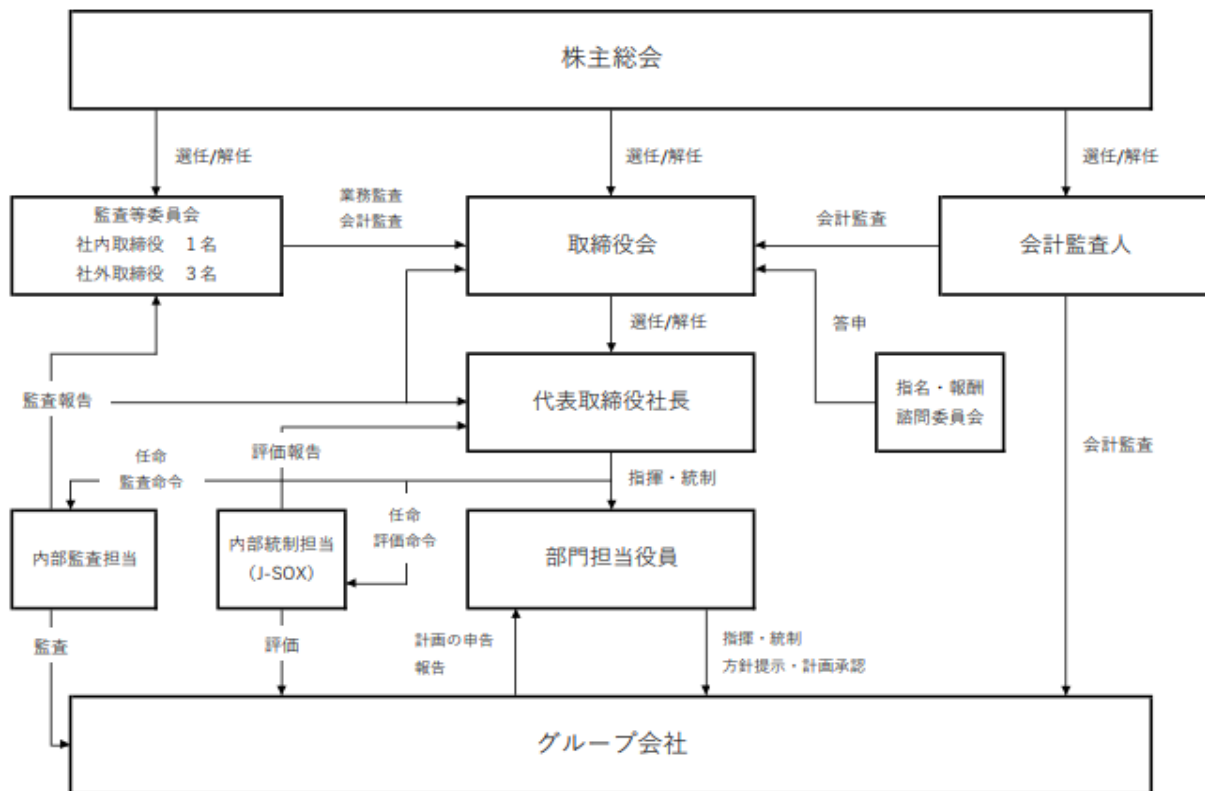 株主総会
選任/解任
選任/解任
選任/解任
監査等委員会
社内取締役 1名
社外取締役 3名
業務監査
会計監査
取締役会
会計監査
会計監査人
選任/解任
答申
代表取締役社長
指名・報酬
諮問委員会
監査報告
評価報告
会計監査
任命
監査命令
指揮・統制
任命
評価命令
内部監査担当
内部統制担当
（J-SOX）
部門担当役員
監査
評価
計画の申告
報告
指揮・統制
方針提示・計画承認
グループ会社